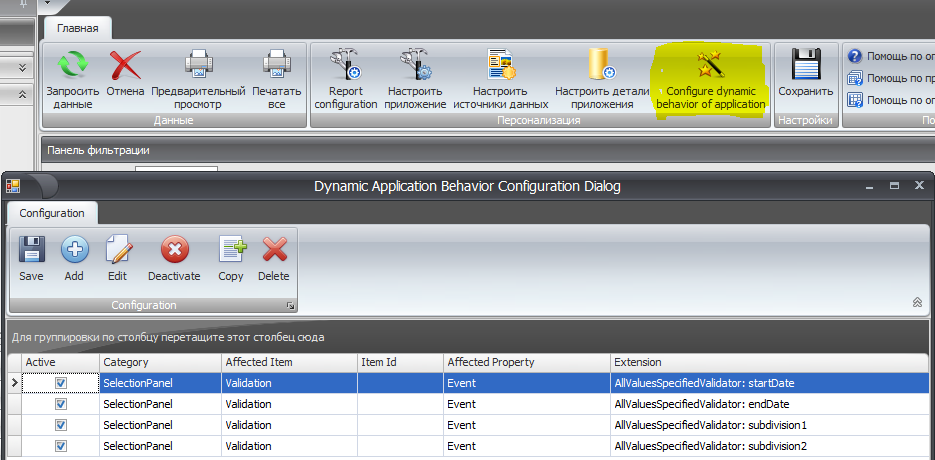 Главная
Запросить данные
Отмена
Предварительный просмотр
Печатать все
Report configuration
Настроить приложение
Настроить источники данных
Настроить детали приложения
Configure dynamic behavior of application
Сохранить
Помощь по оп
Помощь по пр
Помощь по оп
Данные
Персонализация
Настройки
По
Панель фильтрации
Dynamic Application Behavior Configuration Dialog
Configuration
Save
Add
Edit
Deactivate
Copy
Delete
Configuration
Для группировки по столбцу перетащите этот столбец сюда
Active Category Affected Item Item Id Affected Property Extension
SelectionPanel Validation Event AllValuesSpecifiedValidator: startDate
SelectionPanel Validation Event AllValuesSpecifiedValidator: endDate
SelectionPanel Validation Event AllValuesSpecifiedValidator: subdivision1
SelectionPanel Validation Event AllValuesSpecifiedValidator: subdivision2